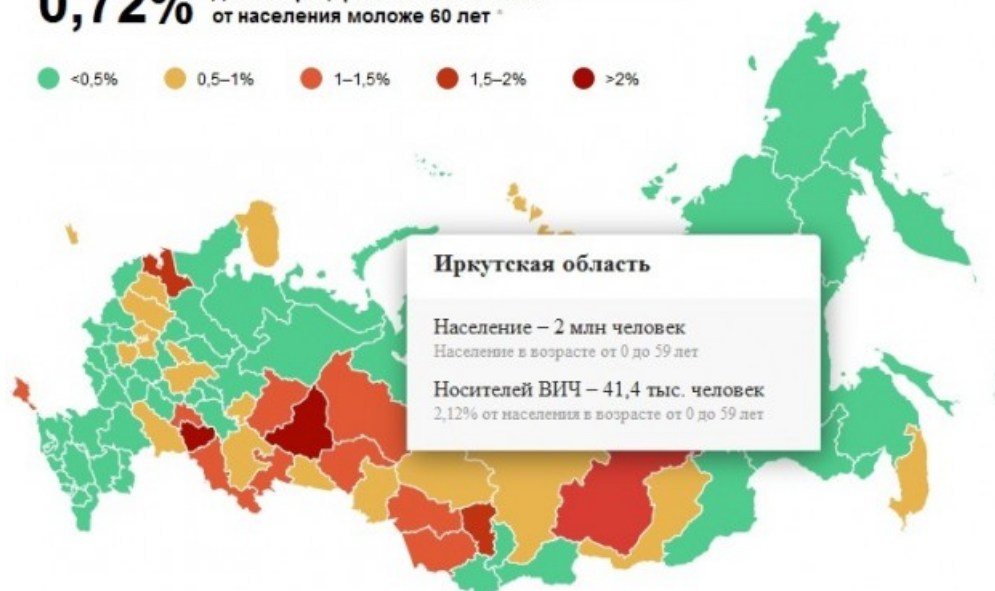 0,72%
от населения моложе 60 лет *
<0,5%
0,5–1%
1–1,5%
1,5–2%
>2%
Иркутская область
Население – 2 млн человек
Население в возрасте от 0 до 59 лет
Носителей ВИЧ – 41,4 тыс. человек
2,12% от населения в возрасте от 0 до 59 лет